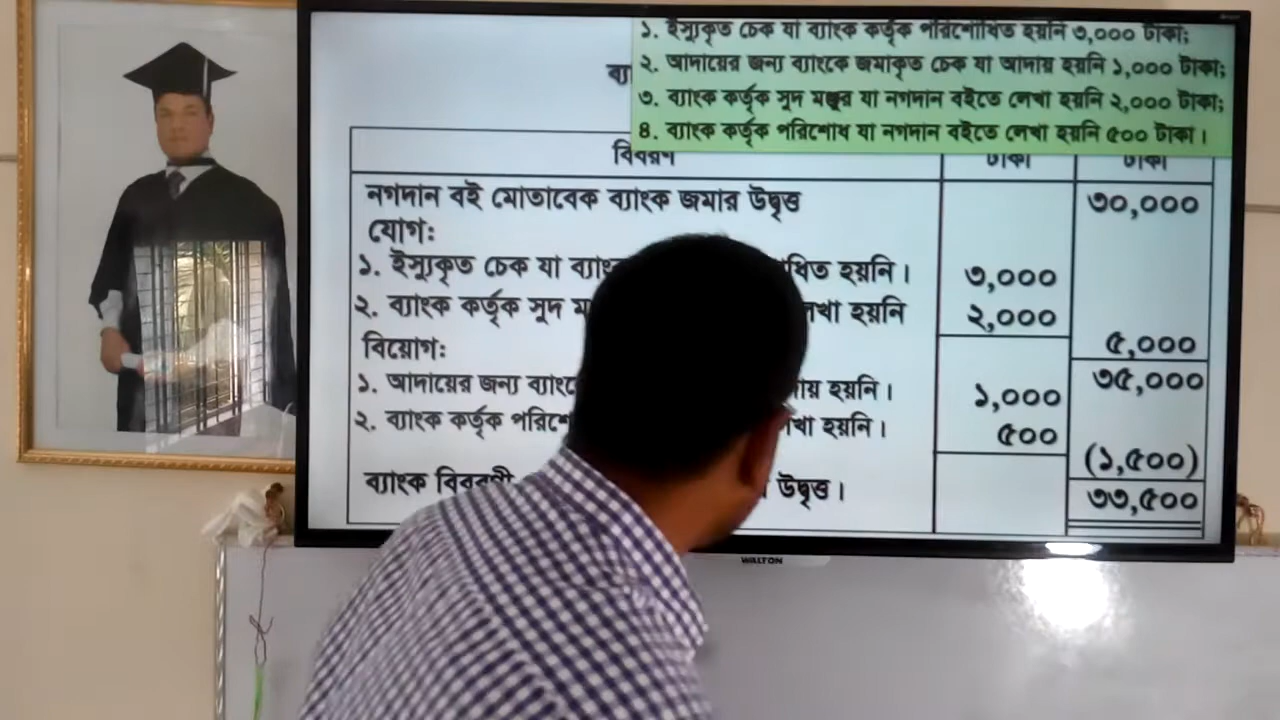 ১. ইস্যুকৃত চেক যা ব্যাংক কর্তৃক পরিশোধিত হয়নি ৩,০০০ টাকা;
২. আদায়ের জন্য ব্যাংকে জমাকৃত চেক যা আদায় হয়নি ১,০০০ টাকা;
৩. ব্যাংক কর্তৃক সুদ মঞ্জুর যা নগদান বইতে লেখা হয়নি ২,০০০ টাকা;
৪. ব্যাংক কর্তৃক পরিশোধ যা নগদান বইতে লেখা হয়নি ৫০০ টাকা।
ব্যা
বিবরণ টাকা টাকা
নগদান বই মোতাবেক ব্যাংক জমার উদ্বৃত্ত ৩০,০০০
যোগঃ
১. ইস্যুকৃত চেক যা হয়নি। ৩,০০০
২. ব্যাংক কর্তৃক সুদ হয়নি ২,০০০
৫,০০০
বিয়োগঃ
৩৫,০০০
১. আদায়ের জন্য হয়নি। ১,০০০
২. ব্যাংক কর্তৃক হয়নি। ৫০০
(১,৫০০)
ব্যাংক উদ্বৃত্ত। ৩৩,৫০০
WALTON